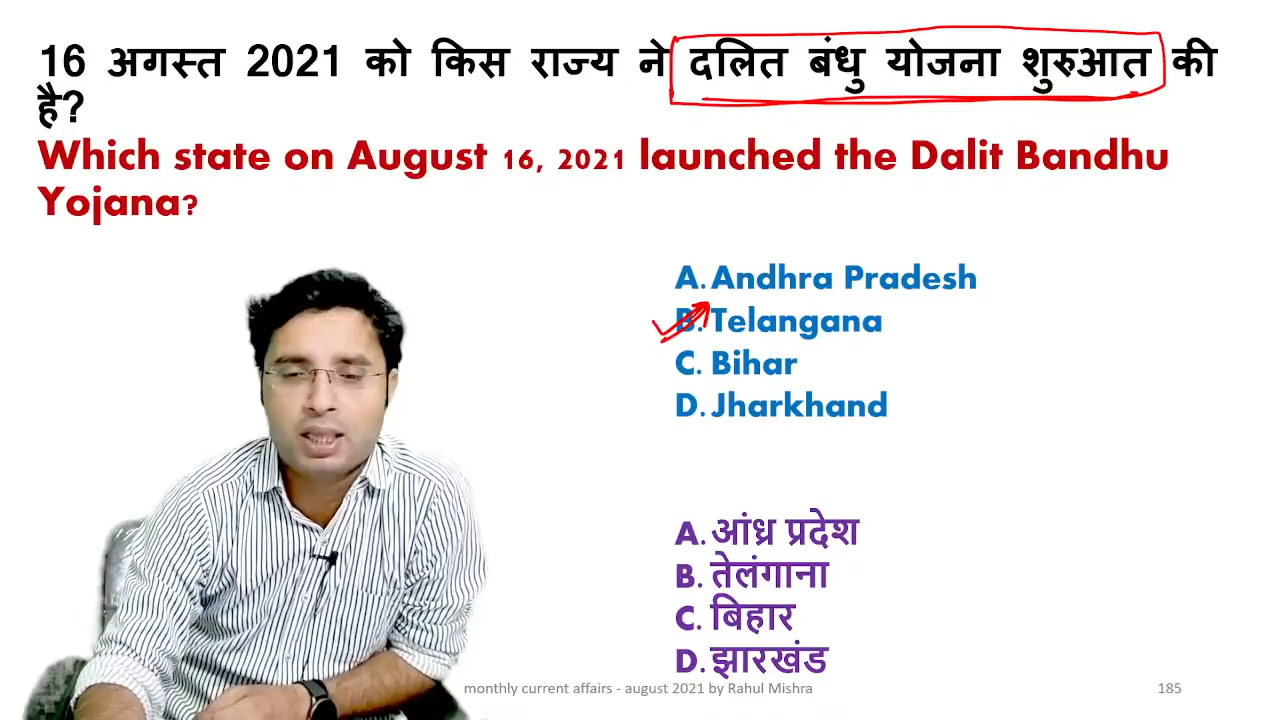 16 अगस्त 2021 को किस राज्य ने दलित बंधु योजना शुरुआत की
है?
Which state on August 16, 2021 launched the Dalit Bandhu
Yojana?
A. Andhra Pradesh
B. Telangana
C. Bihar
D. Jharkhand
A. आंध्र प्रदेश
B. तेलंगाना
C. बिहार
D. झारखंड
monthly current affairs - august 2021 by Rahul Mishra
185